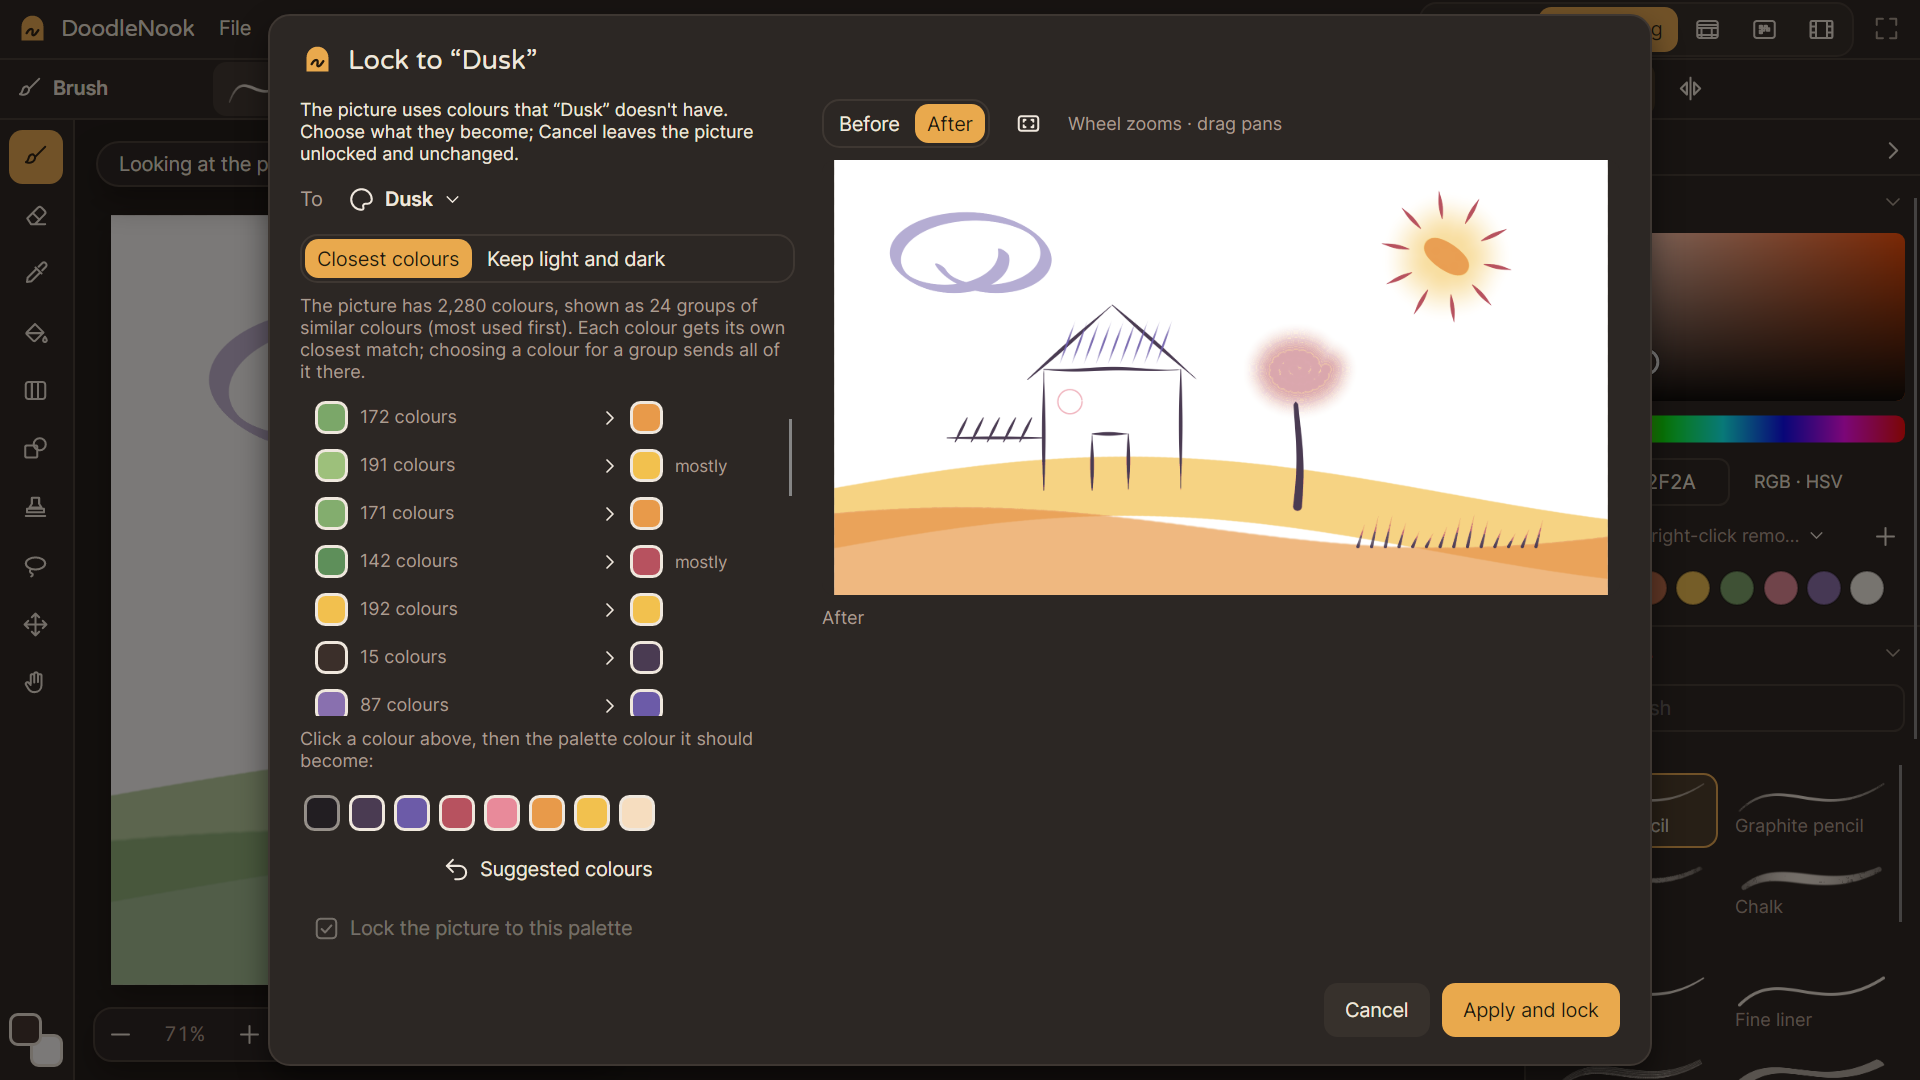 DoodleNook File
Brush
Looking at the p
Lock to “Dusk”
The picture uses colours that “Dusk” doesn't have.
Choose what they become; Cancel leaves the picture
unlocked and unchanged.
To Dusk
Closest colours Keep light and dark
The picture has 2,280 colours, shown as 24 groups of
similar colours (most used first). Each colour gets its own
closest match; choosing a colour for a group sends all of
it there.
172 colours
191 colours mostly
171 colours
142 colours mostly
192 colours
15 colours
87 colours
Click a colour above, then the palette colour it should
become:
Suggested colours
Lock the picture to this palette
Before After Wheel zooms · drag pans
After
Cancel Apply and lock
g
2F2A RGB · HSV
right-click remo...
sh
cil Graphite pencil
Chalk
Fine liner
71%